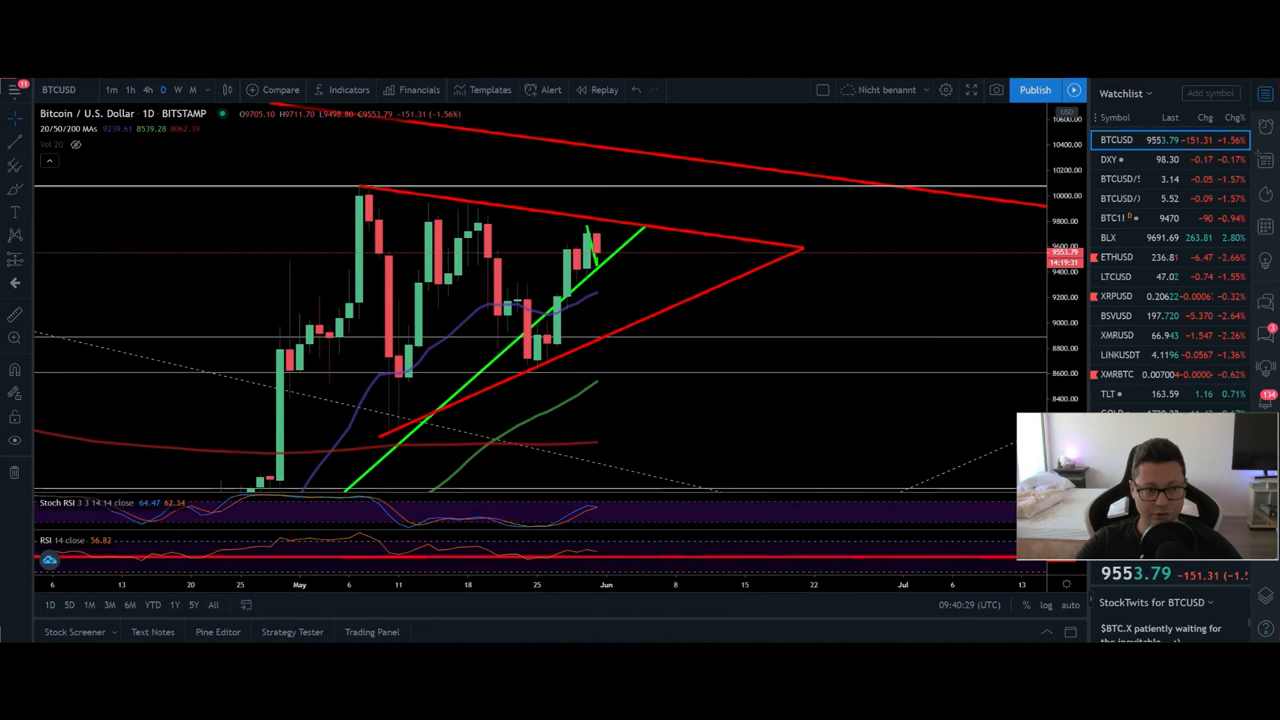 11
BTCUSD
1m 1h 4h D W M
Compare
Indicators
Financials
Templates
Alert
Replay
Nicht benannt
Publish
Bitcoin / U.S. Dollar · 1D · BITSTAMP
O9705.10 H9711.70 L9498.80 C9553.79 −151.31 (−1.56%)
20/50/200 MAs 9239.61 8539.28 8062.39
Vol 20
USD
10600.00
10400.00
10200.00
10000.00
9800.00
9600.00
9553.79
14:19:31
9400.00
9200.00
9000.00
8800.00
8600.00
8400.00
Stoch RSI 3 3 14 14 close 64.47 62.34
RSI 14 close 56.82
6 13 20 25 May 6 11 18 25 Jun 8 15 22 Jul 6 13
1D 5D 1M 3M 6M YTD 1Y 5Y All
09:40:29 (UTC) % log auto
Stock Screener Text Notes Pine Editor Strategy Tester Trading Panel
Watchlist
Add symbol
Symbol Last Chg Chg%
BTCUSD 9553.79 −151.31 −1.56%
DXY 98.30 −0.17 −0.17%
BTCUSD/S 3.14 −0.05 −1.57%
BTCUSD/ 5.52 −0.09 −1.57%
BTC1! D 9470 −90 −0.94%
BLX 9691.69 263.81 2.80%
ETHUSD 236.81 −6.47 −2.66%
LTCUSD 47.02 −0.74 −1.55%
XRPUSD 0.20622 −0.0006 −0.32%
BSVUSD 197.720 −5.370 −2.64%
XMRUSD 66.943 −1.547 −2.26%
LINKUSDT 4.1196 −0.0567 −1.36%
XMRBTC 0.007004 −0.0000 −0.62%
TLT 163.59 1.16 0.71%
3
134
9553.79 −151.31 (−1.5
StockTwits for BTCUSD
$BTC.X patiently waiting for
the inevitable